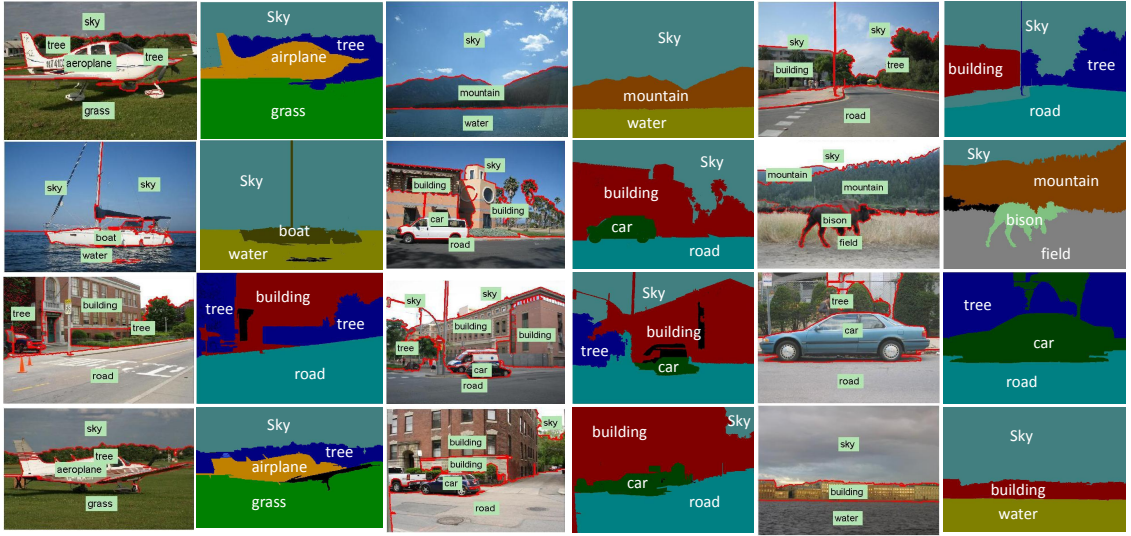 sky
tree
aeroplane
tree
grass
Sky
tree
airplane
grass
sky
mountain
water
Sky
mountain
water
sky
building
tree
road
Sky
building
tree
road
sky
sky
boat
water
Sky
boat
water
sky
building
building
car
road
building
car
road
sky
mountain
mountain
bison
field
Sky
mountain
bison
field
building
tree
tree
road
building
tree
tree
road
sky
sky
building
building
tree
car
road
Sky
building
tree
car
road
tree
car
road
tree
car
road
sky
tree
aeroplane
grass
Sky
tree
airplane
grass
sky
building
building
car
road
building
Sky
car
road
sky
building
water
Sky
building
water